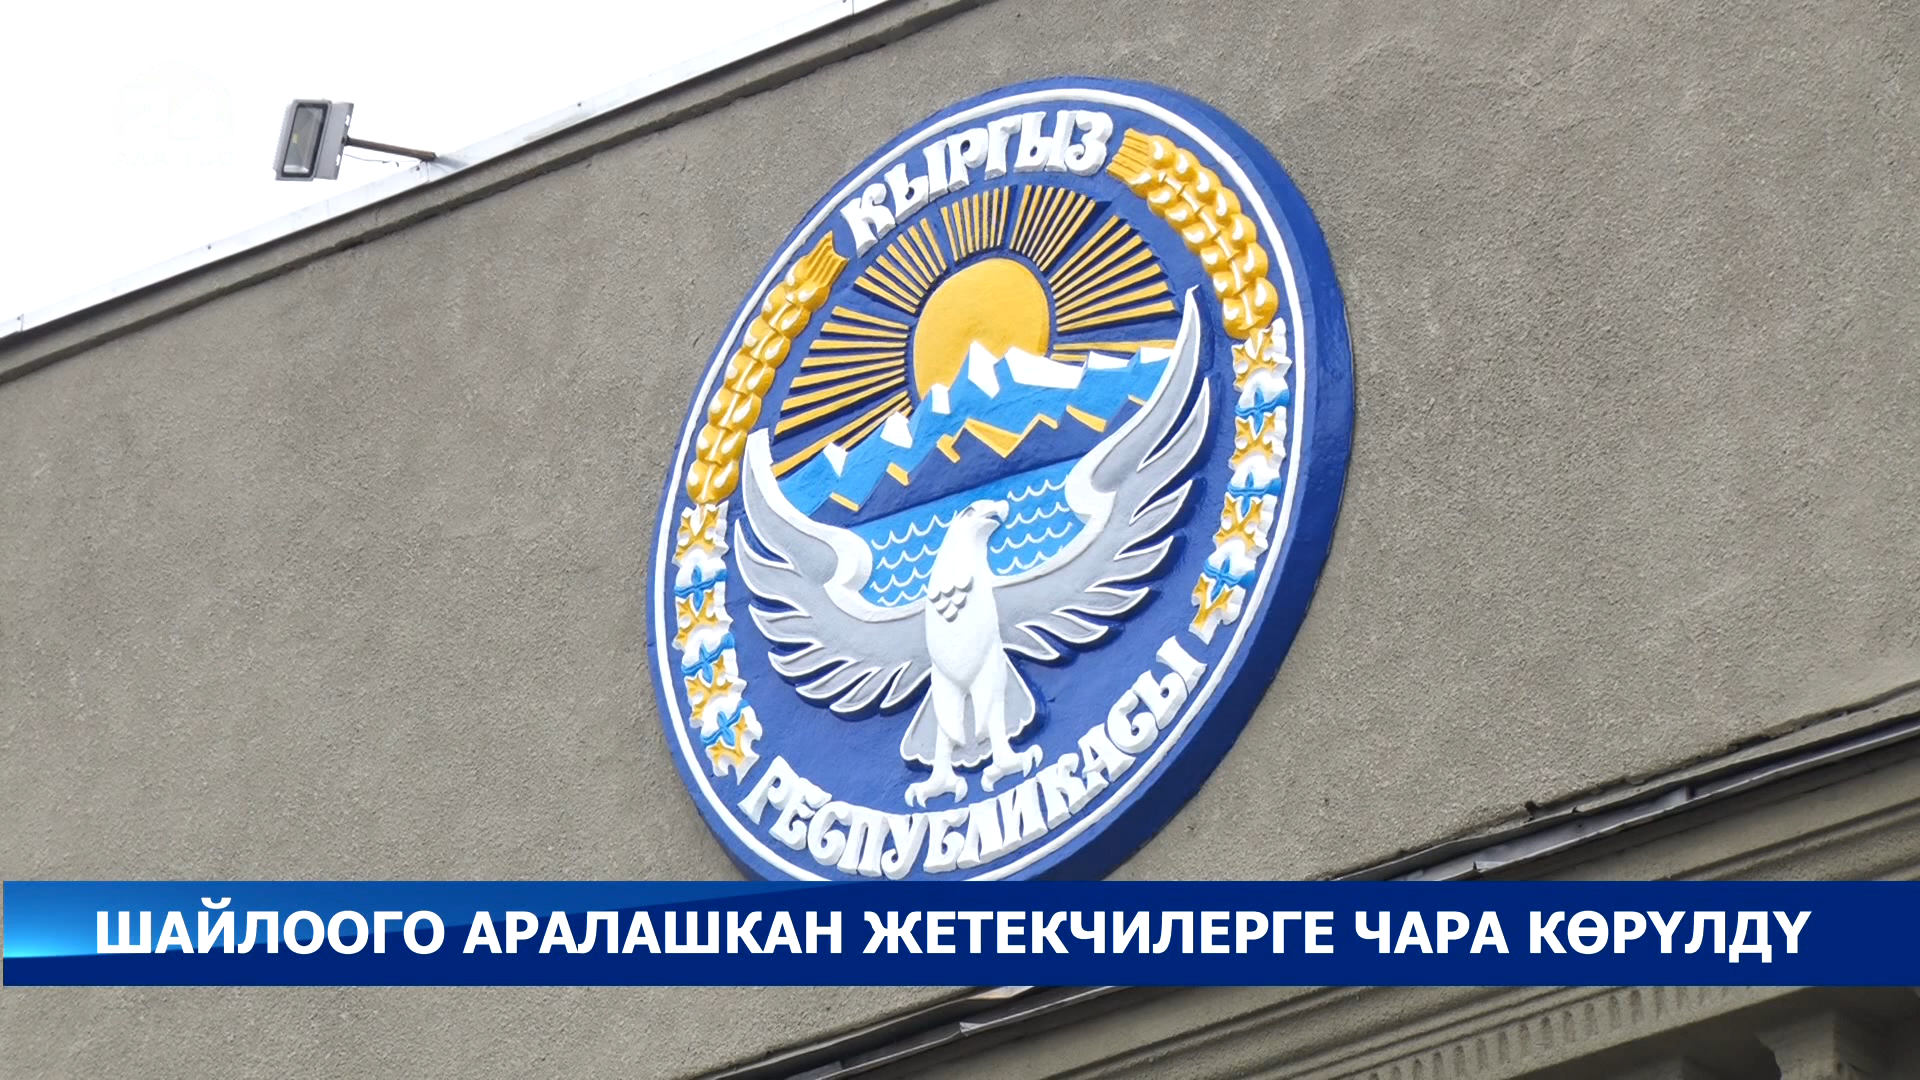 КЫРГЫЗ
РЕСПУБЛИКАСЫ
ШАЙЛООГО АРАЛАШКАН ЖЕТЕКЧИЛЕРГЕ ЧАРА КӨРҮЛДҮ